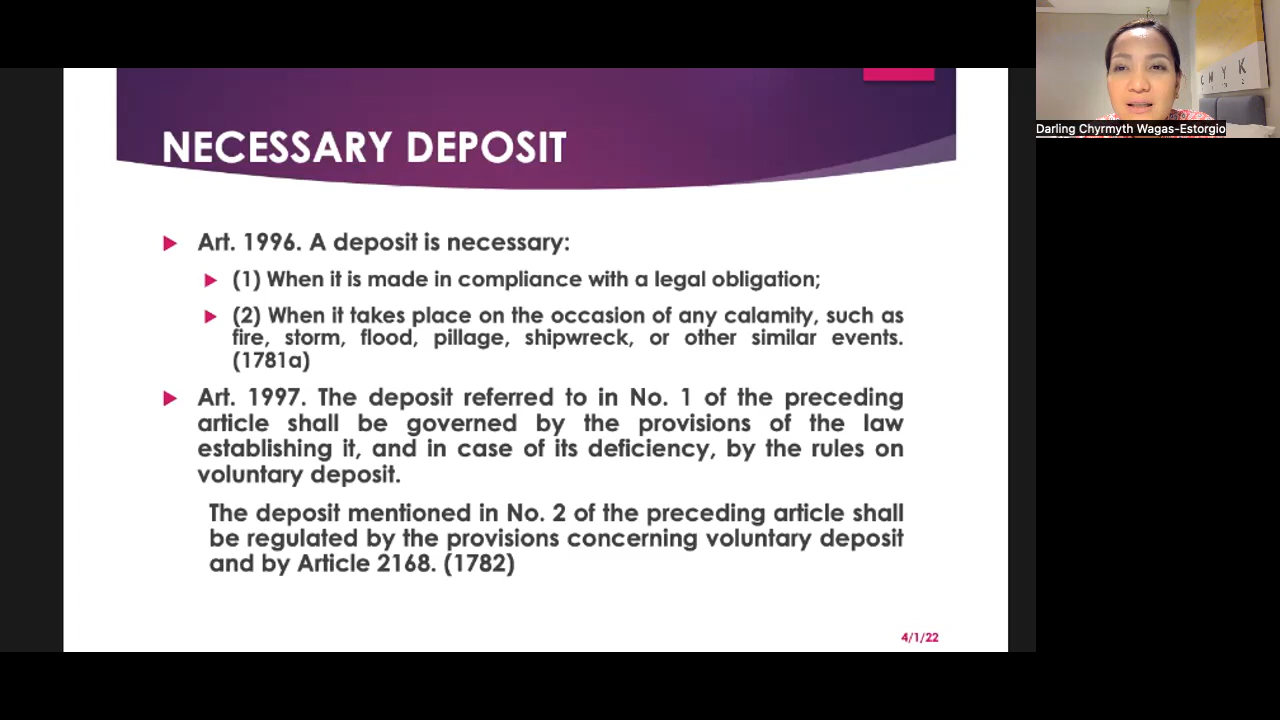 NECESSARY DEPOSIT
Art. 1996. A deposit is necessary:
(1) When it is made in compliance with a legal obligation;
(2) When it takes place on the occasion of any calamity, such as
fire, storm, flood, pillage, shipwreck, or other similar events.
(1781a)
Art. 1997. The deposit referred to in No. 1 of the preceding
article shall be governed by the provisions of the law
establishing it, and in case of its deficiency, by the rules on
voluntary deposit.
The deposit mentioned in No. 2 of the preceding article shall
be regulated by the provisions concerning voluntary deposit
and by Article 2168. (1782)
4/1/22
C M Y K
Darling Chyrmyth Wagas-Estorgio